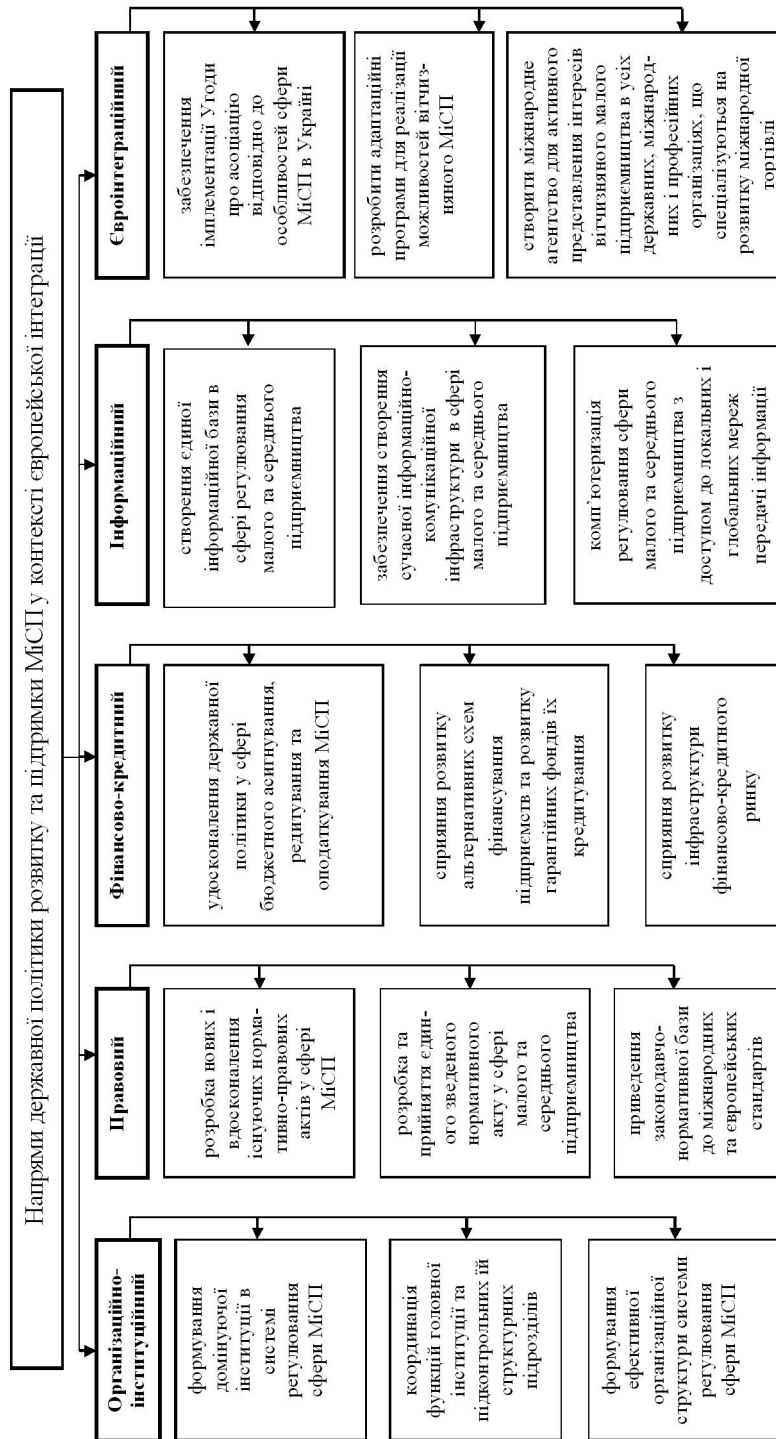 Напрями державної політики розвитку та підтримки МіСП у контексті європейської інтеграції
Організаційно-
інституційний
формування
домінуючої
інституції в
системі
регулювання
сфери МіСП
координація
функцій головної
інституції та
підконтрольних їй
структурних
підрозділів
формування
ефективної
організаційної
структури системи
регулювання
сфери МіСП
Правовий
розробка нових і
вдосконалення
існуючих норма-
тивно-правових
актів у сфері
МіСП
розробка та
прийняття єдин-
ого зведеного
нормативного
акту у сфері
малого та
середнього
підприємництва
приведення
законодавчо-
нормативної бази
до міжнародних
та європейських
стандартів
Фінансово-кредитний
удосконалення державної
політики у сфері
бюджетного асигнування,
редитування та
оподаткування МіСП
сприяння розвитку
альтернативних схем
фінансування
підприємств та розвитку
гарантійних фондів їх
кредитування
сприяння розвитку
інфраструктури
фінансово-кредитного
ринку
Інформаційний
створення єдиної
інформаційної бази в
сфері регулювання
малого та середнього
підприємництва
забезпечення створення
сучасної інформаційно-
комунікаційної
інфраструктури в сфері
малого та середнього
підприємництва
комп'ютеризація
регулювання сфери
малого та середнього
підприємництва з
доступом до локальних і
глобальних мереж
передачі інформації
Євроінтеграційний
забезпечення
імплементації Угоди
про асоціацію
відповідно до
особливостей сфери
МіСП в Україні
розробити адаптаційні
програми для реалізації
можливостей вітчиз-
няного МіСП
створити міжнародне
агентство для активного
представлення інтересів
вітчизняного малого
підприємництва в усіх
державних, міжнарод-
них і професійних
організаціях, що
спеціалізуються на
розвитку міжнародної
торгівлі